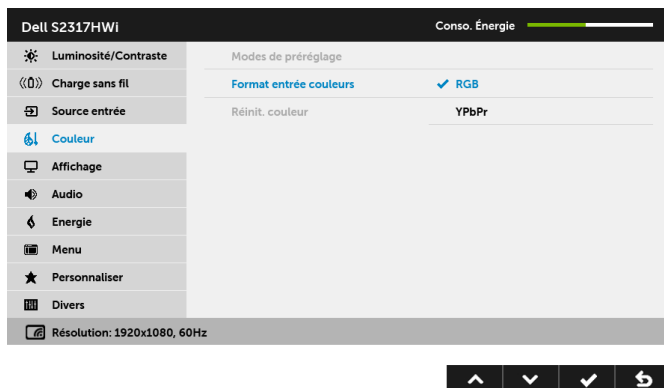 Dell S2317HWi
Conso. Énergie
Luminosité/Contraste
Modes de préréglage
Charge sans fil
Format entrée couleurs
RGB
Source entrée
Réinit. couleur
YPbPr
Couleur
Affichage
Audio
Energie
Menu
Personnaliser
Divers
Résolution: 1920x1080, 60Hz